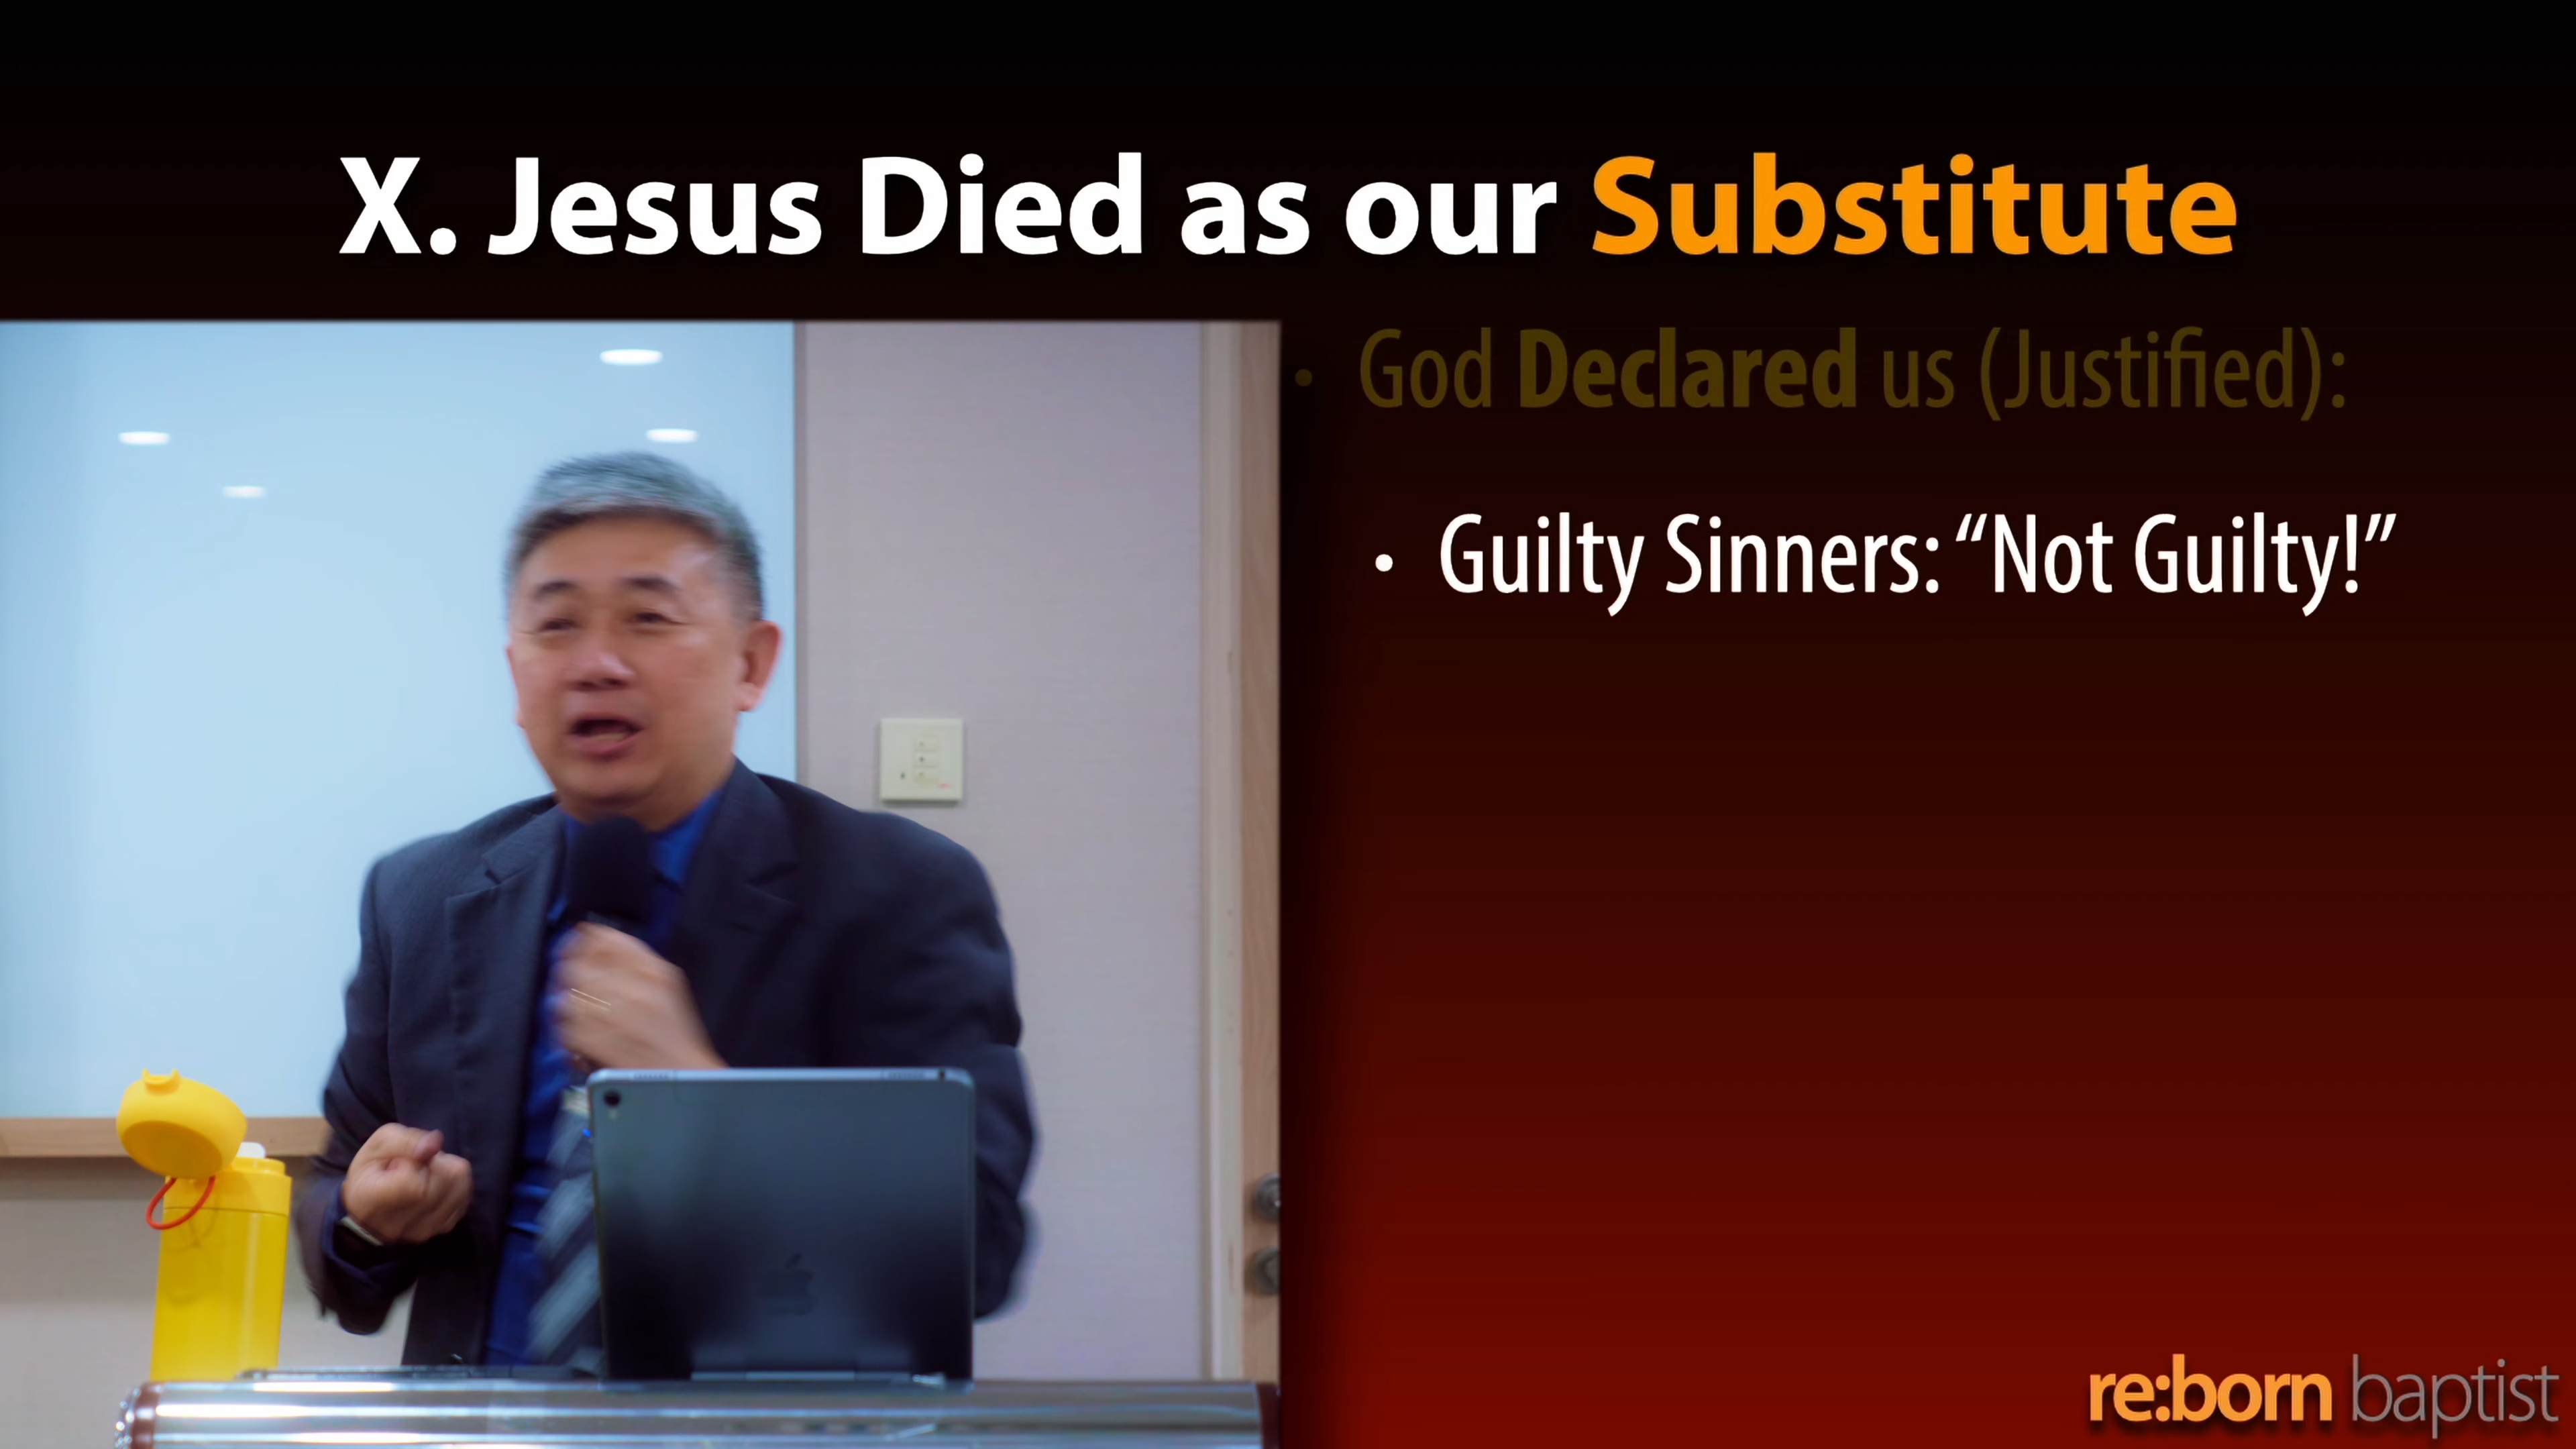 X. Jesus Died as our Substitute
• God Declared us (Justified):
• Guilty Sinners: “Not Guilty!”
re:born baptist